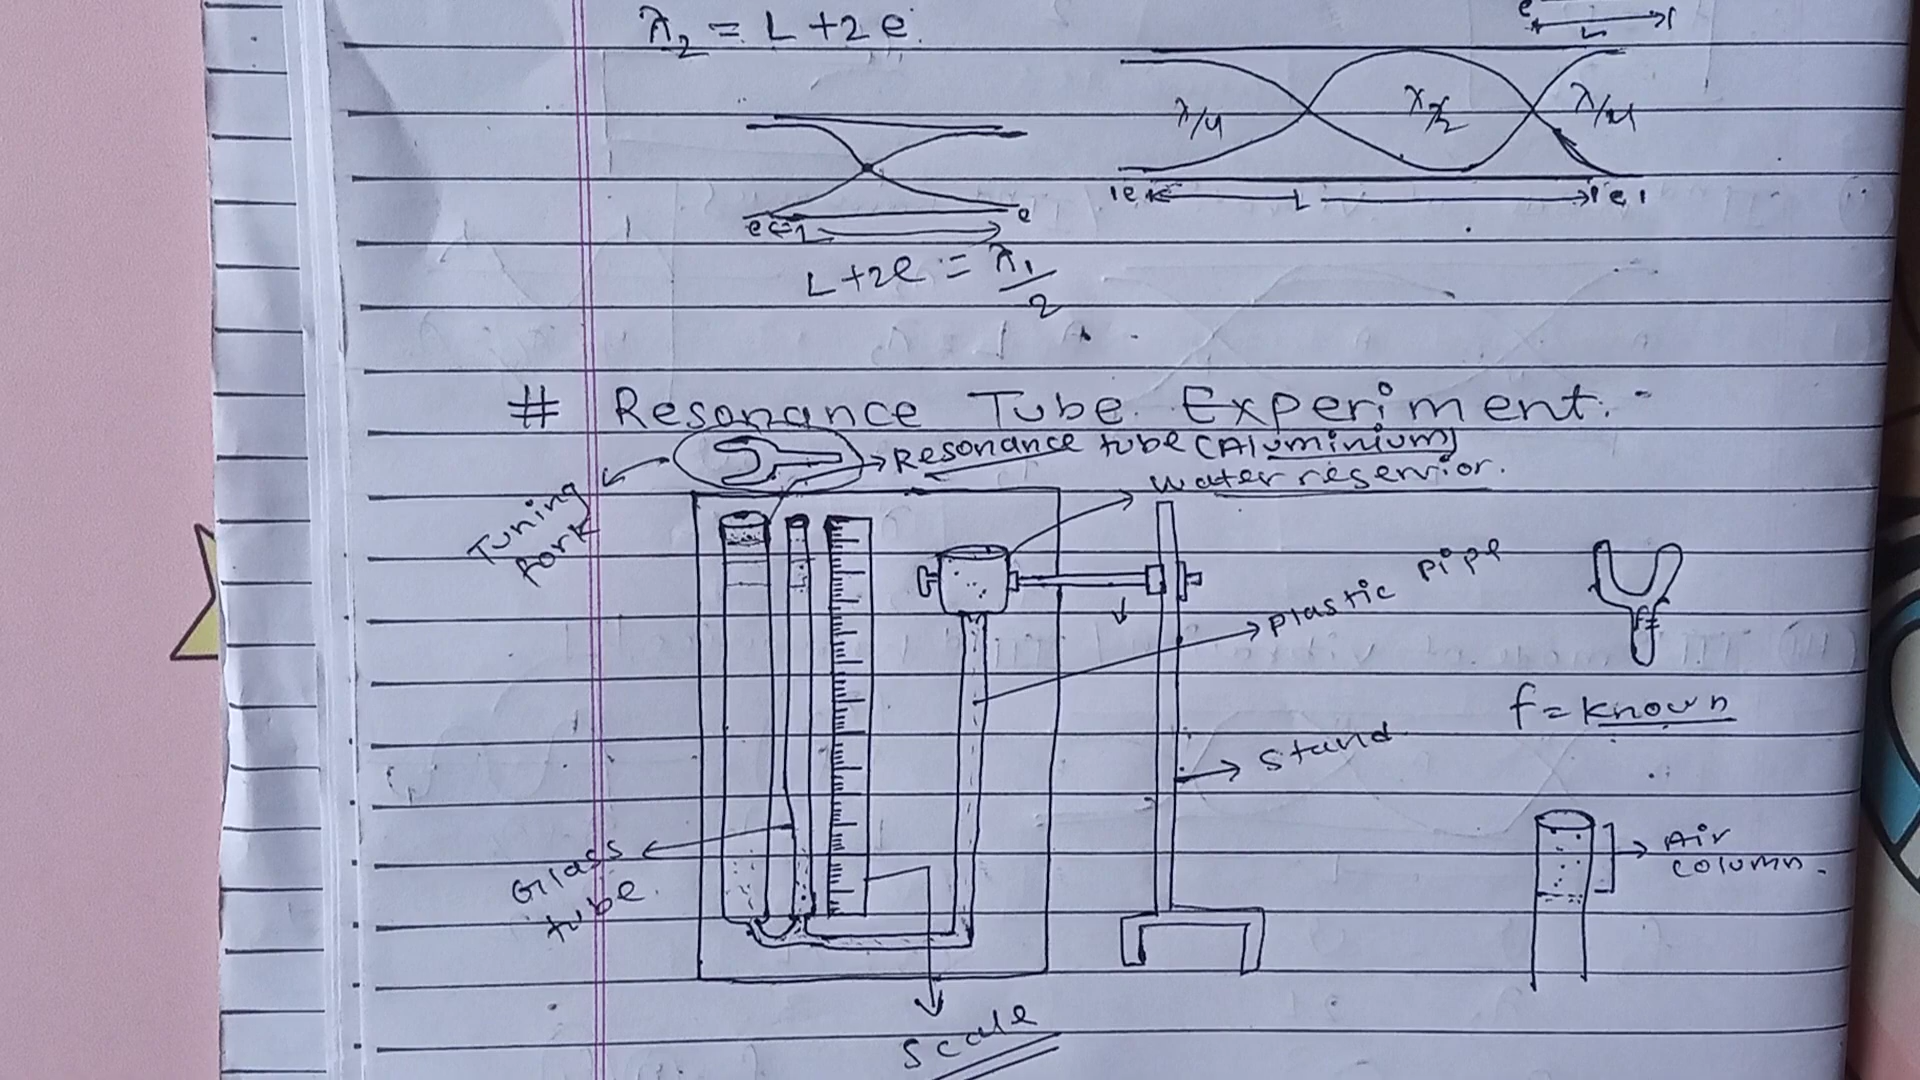 λ₂ = L + 2e.
e
L
λ/4
λ/2
λ/4
e
L
e
e
L
e
L + 2e = λ₁/2
# Resonance Tube Experiment.
Resonance tube (Aluminium)
water reservior.
Tuning
fork
plastic pipe
f = known
stand
Glass
tube.
Air
column.
scale